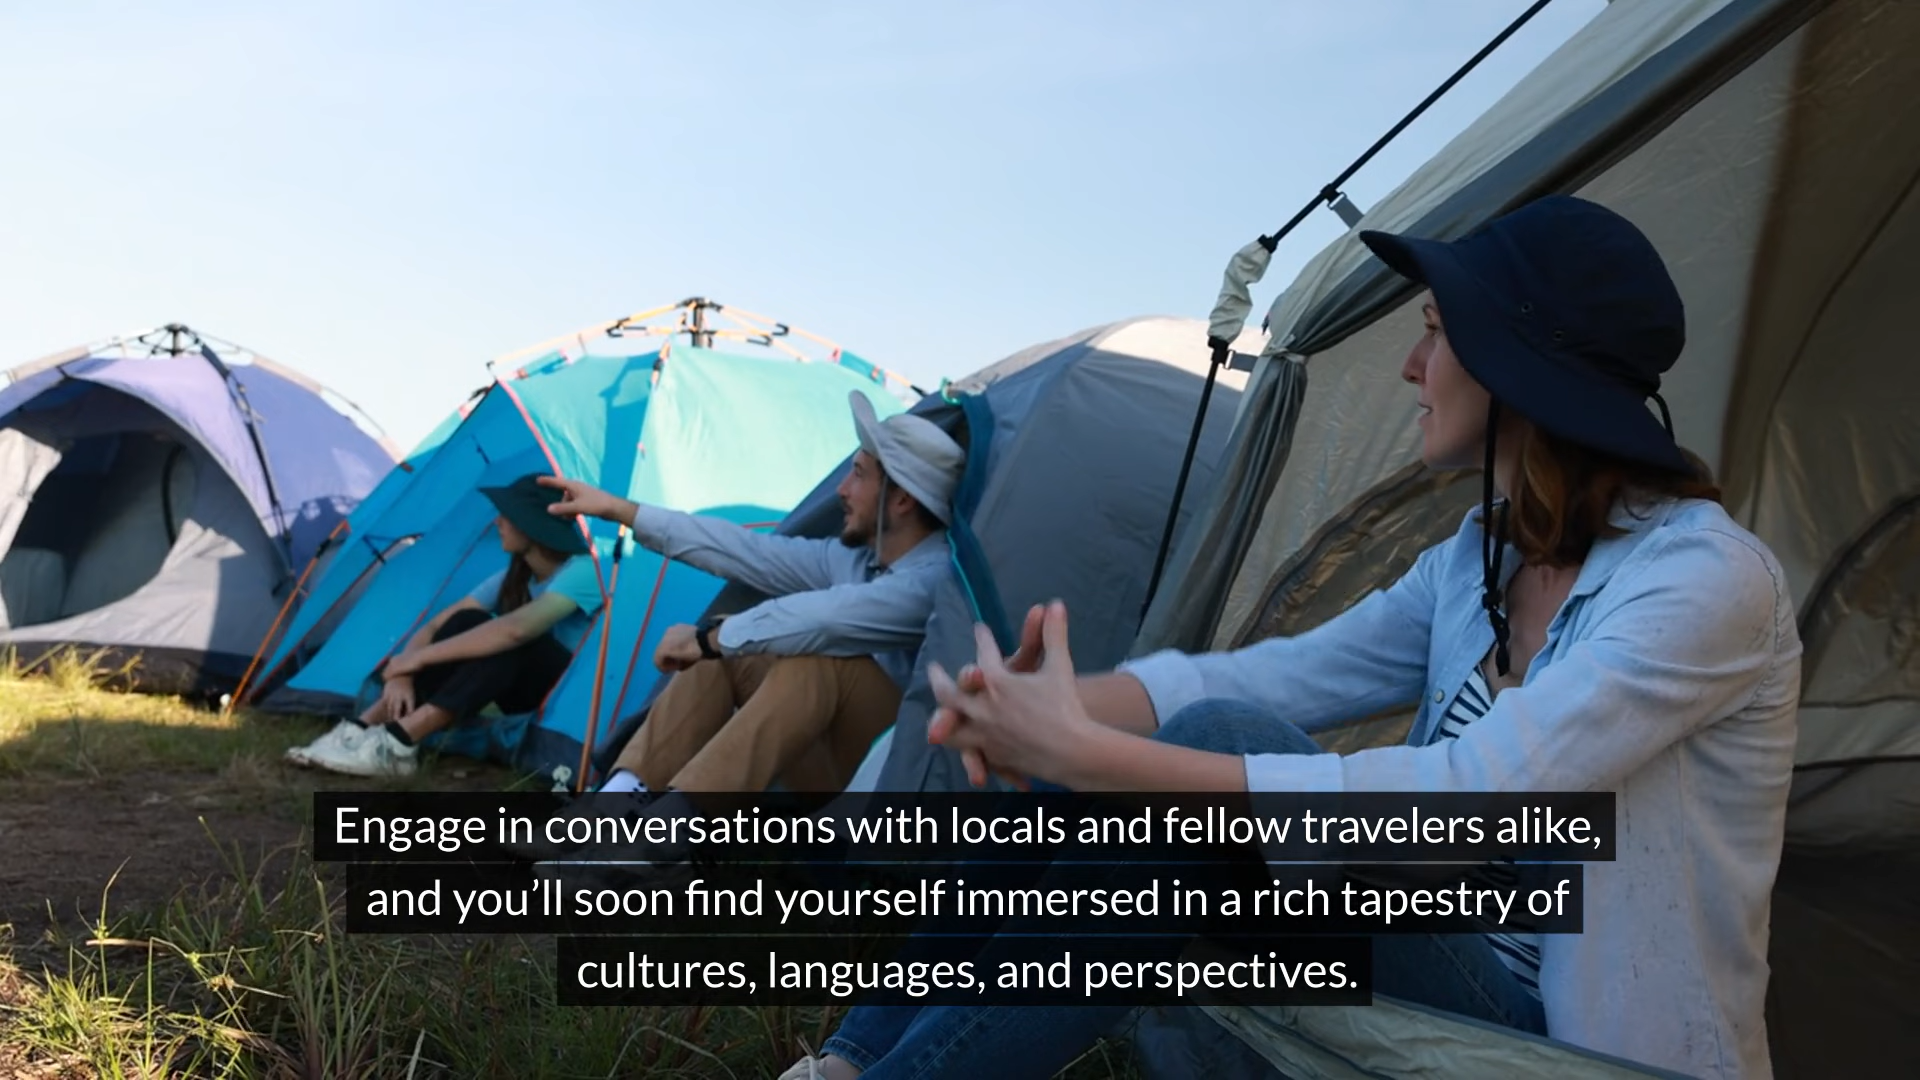 Engage in conversations with locals and fellow travelers alike,
and you’ll soon find yourself immersed in a rich tapestry of
cultures, languages, and perspectives.